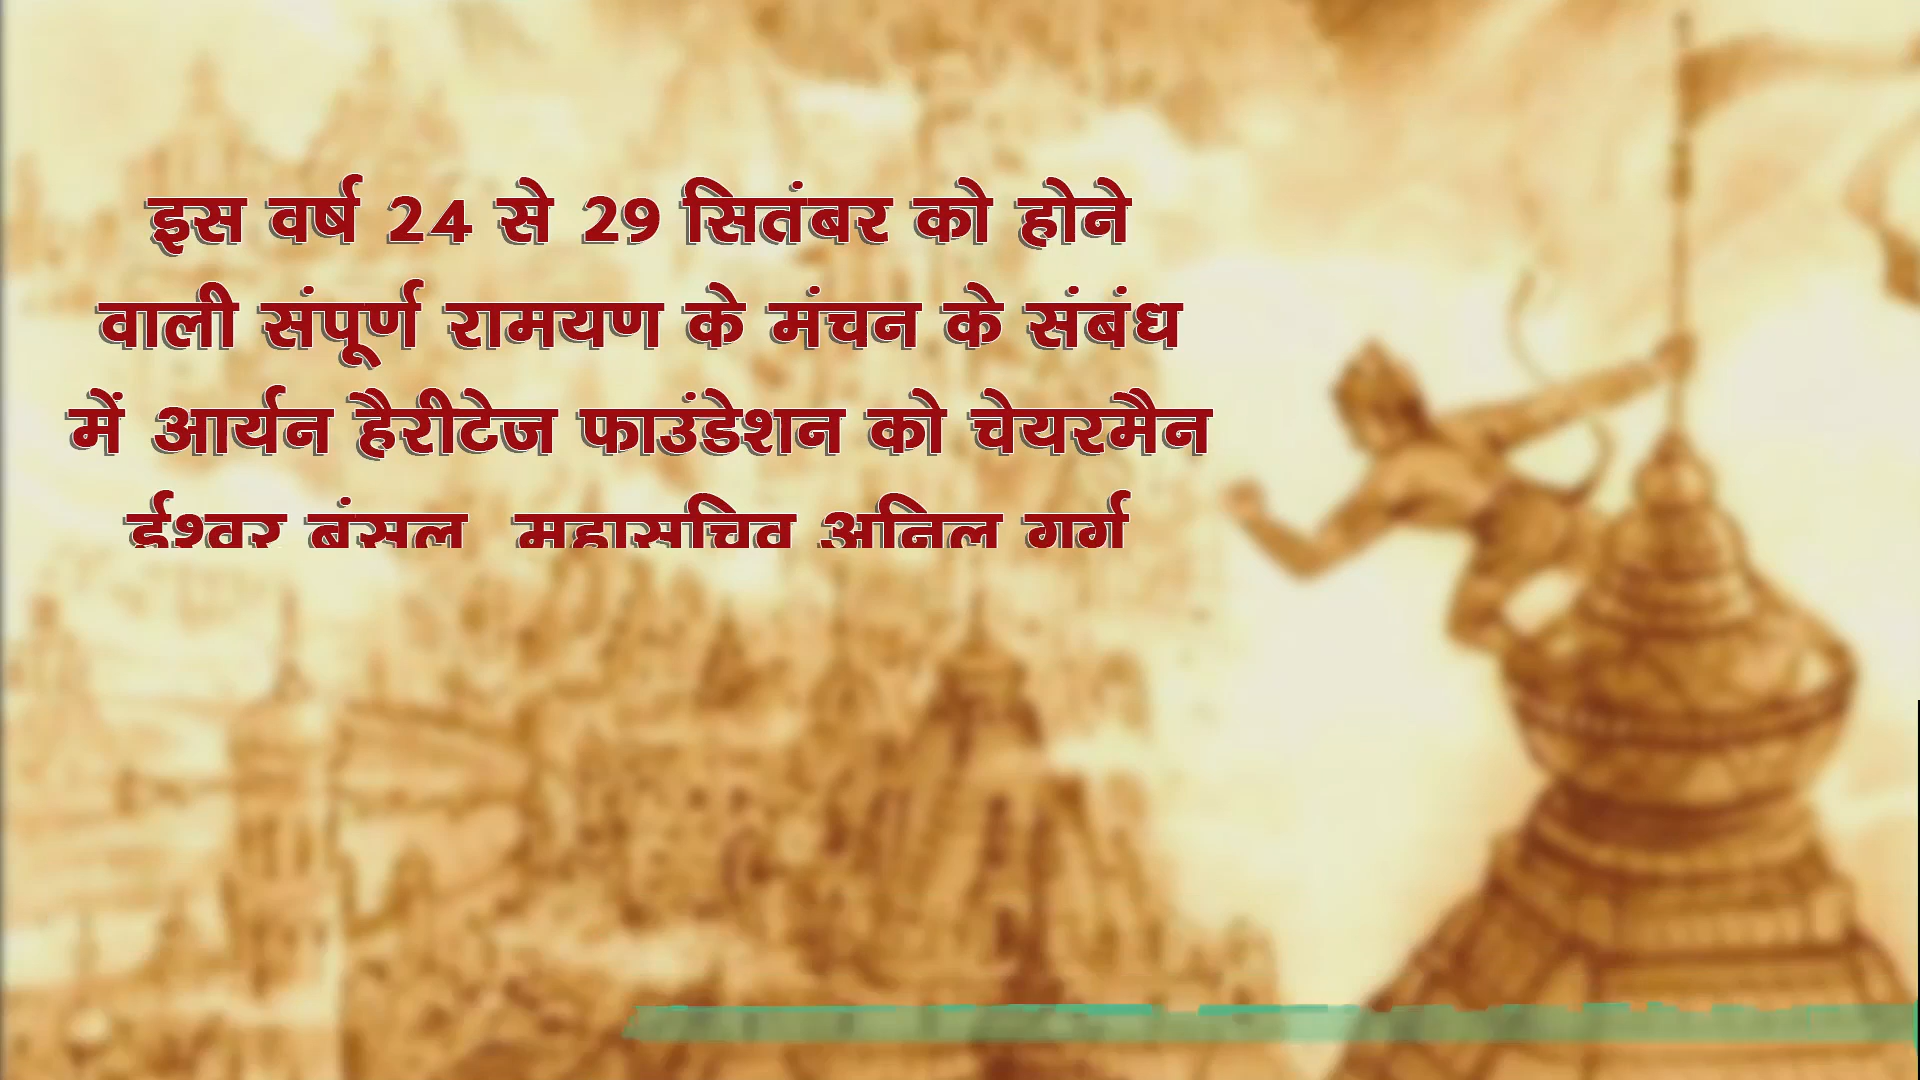 इस वर्ष 24 से 29 सितंबर को होने
वाली संपूर्ण रामयण के मंचन के संबंध
में आर्यन हैरीटेज फाउंडेशन को चेयरमैन
ईश्वर बंसल महासचिव अनिल गर्ग